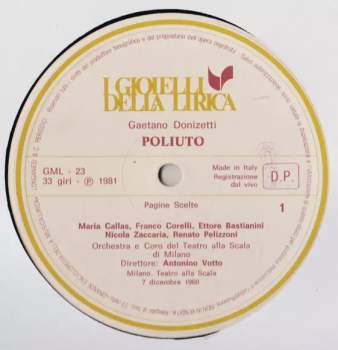 I GIOIELLI
DELLA LIRICA
Gaetano Donizetti
POLIUTO
GML - 23
33 giri - Ⓟ 1981
Made in Italy
Registrazione
dal vivo
D.P.
Pagine Scelte
1
Maria Callas, Franco Corelli, Ettore Bastianini
Nicola Zaccaria, Renato Pelizzoni
Orchestra e Coro del Teatro alla Scala
di Milano
Direttore: Antonino Votto
Milano. Teatro alla Scala
7 dicembre 1960